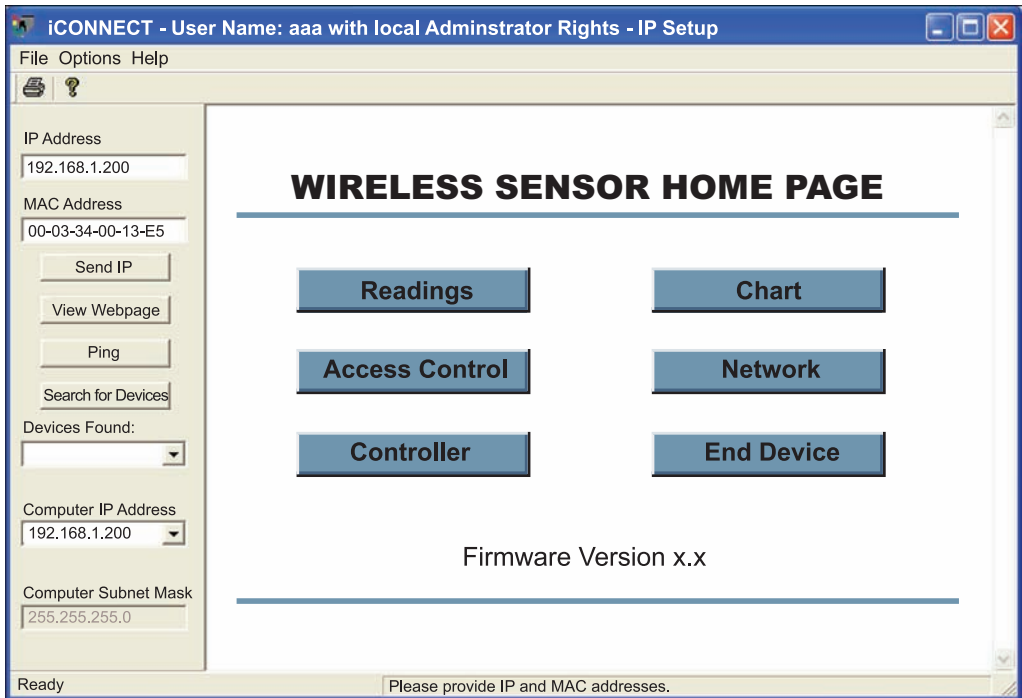 iCONNECT - User Name: aaa with local Adminstrator Rights - IP Setup
File Options Help
IP Address
192.168.1.200
MAC Address
00-03-34-00-13-E5
Send IP
View Webpage
Ping
Search for Devices
Devices Found:
Computer IP Address
192.168.1.200
Computer Subnet Mask
255.255.255.0
WIRELESS SENSOR HOME PAGE
Readings
Chart
Access Control
Network
Controller
End Device
Firmware Version x.x
Ready
Please provide IP and MAC addresses.